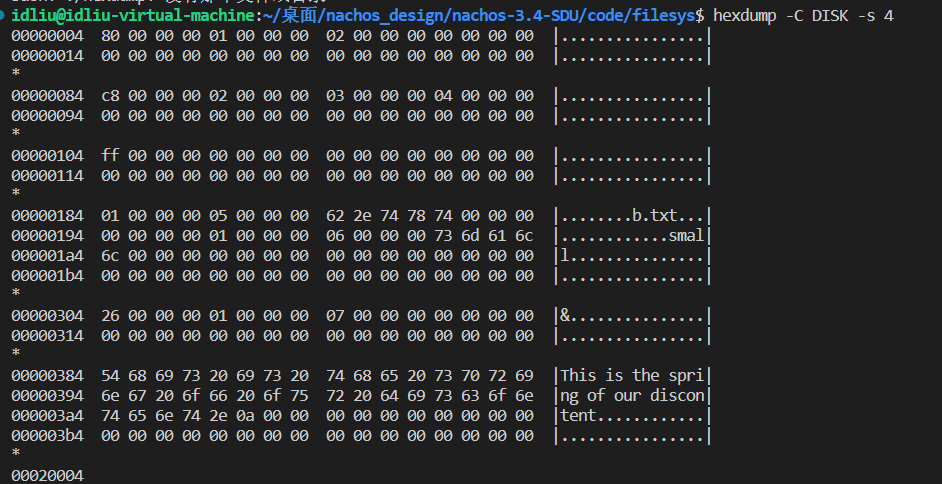 idliu@idliu-virtual-machine:~/桌面/nachos_design/nachos-3.4-SDU/code/filesys$ hexdump -C DISK -s 4
00000004  80 00 00 00 01 00 00 00  02 00 00 00 00 00 00 00  |................|
00000014  00 00 00 00 00 00 00 00  00 00 00 00 00 00 00 00  |................|
*
00000084  c8 00 00 00 02 00 00 00  03 00 00 00 04 00 00 00  |................|
00000094  00 00 00 00 00 00 00 00  00 00 00 00 00 00 00 00  |................|
*
00000104  ff 00 00 00 00 00 00 00  00 00 00 00 00 00 00 00  |................|
00000114  00 00 00 00 00 00 00 00  00 00 00 00 00 00 00 00  |................|
*
00000184  01 00 00 00 05 00 00 00  62 2e 74 78 74 00 00 00  |........b.txt...|
00000194  00 00 00 00 01 00 00 00  06 00 00 00 73 6d 61 6c  |............smal|
000001a4  6c 00 00 00 00 00 00 00  00 00 00 00 00 00 00 00  |l...............|
000001b4  00 00 00 00 00 00 00 00  00 00 00 00 00 00 00 00  |................|
*
00000304  26 00 00 00 01 00 00 00  07 00 00 00 00 00 00 00  |&...............|
00000314  00 00 00 00 00 00 00 00  00 00 00 00 00 00 00 00  |................|
*
00000384  54 68 69 73 20 69 73 20  74 68 65 20 73 70 72 69  |This is the spri|
00000394  6e 67 20 6f 66 20 6f 75  72 20 64 69 73 63 6f 6e  |ng of our discon|
000003a4  74 65 6e 74 2e 0a 00 00  00 00 00 00 00 00 00 00  |tent............|
000003b4  00 00 00 00 00 00 00 00  00 00 00 00 00 00 00 00  |................|
*
00020004